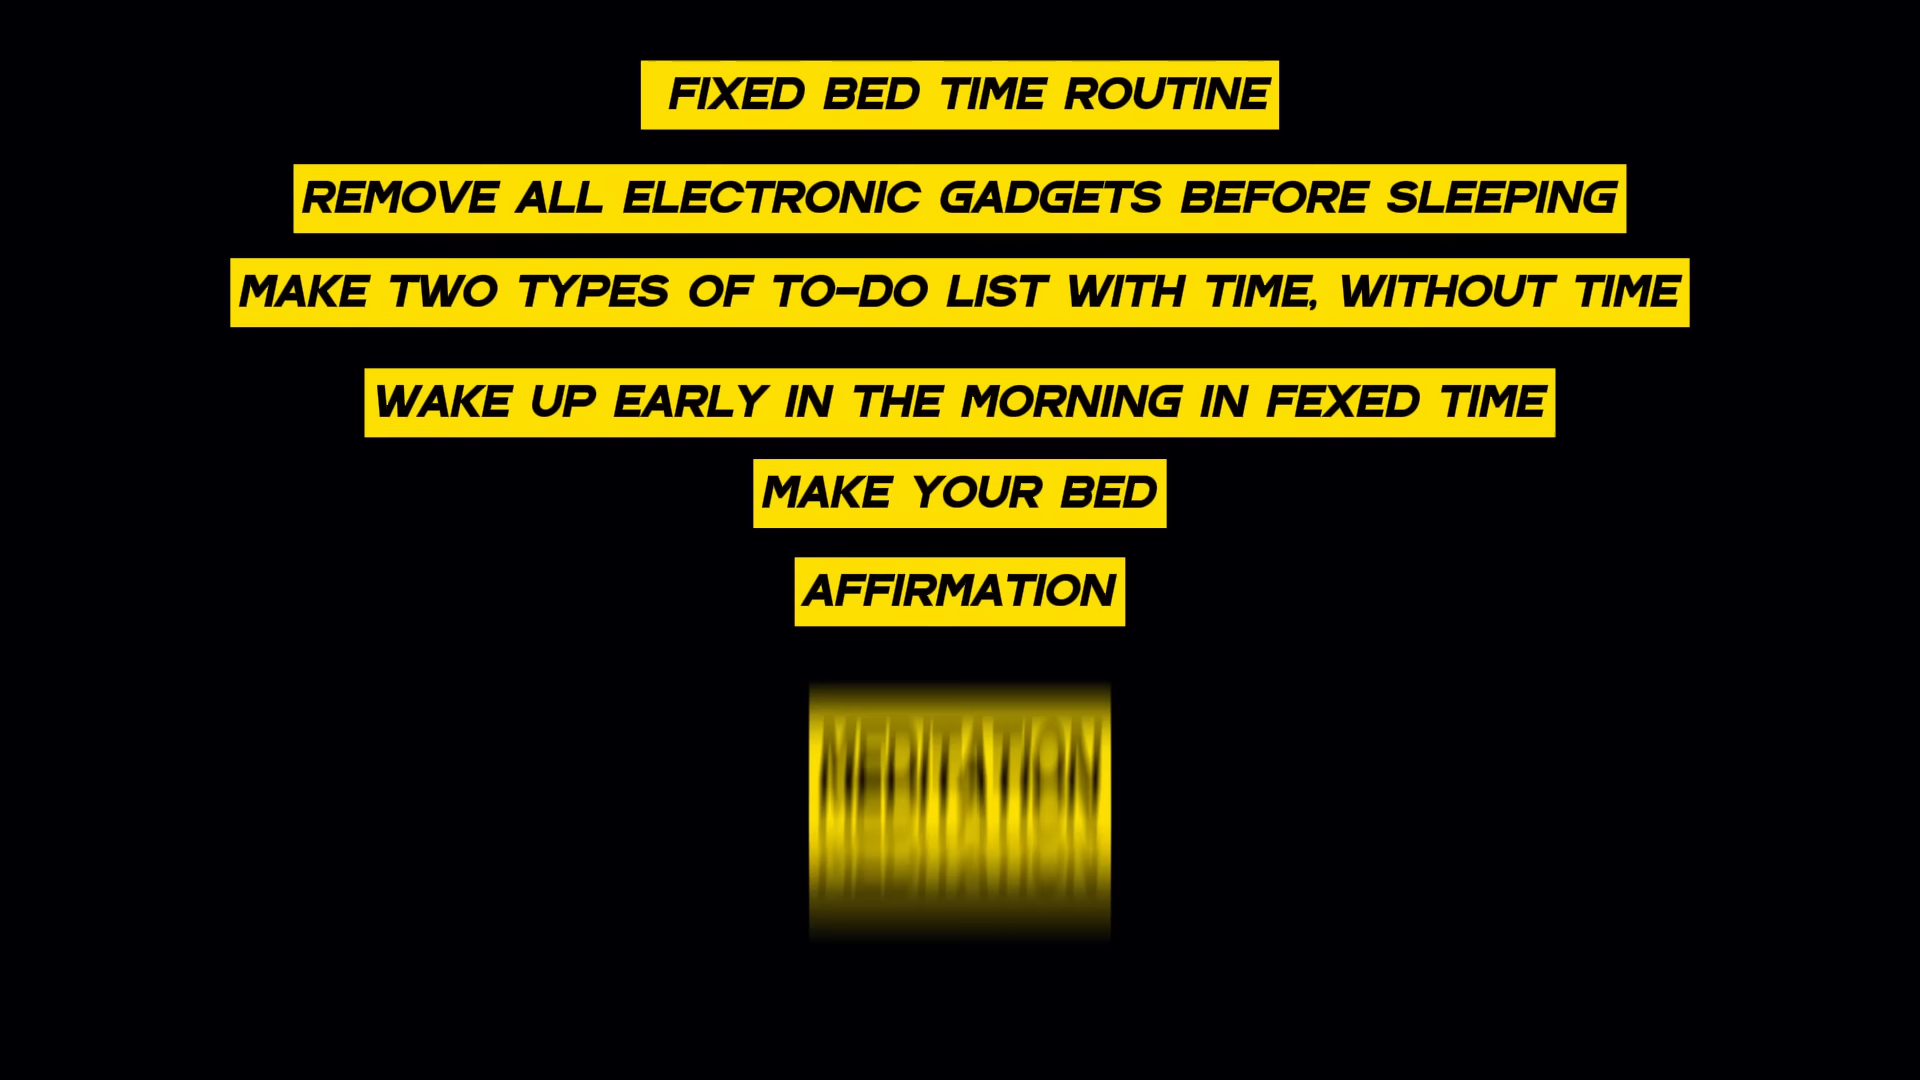 FIXED BED TIME ROUTINE
REMOVE ALL ELECTRONIC GADGETS BEFORE SLEEPING
MAKE TWO TYPES OF TO-DO LIST WITH TIME, WITHOUT TIME
WAKE UP EARLY IN THE MORNING IN FEXED TIME
MAKE YOUR BED
AFFIRMATION
MEDITATION